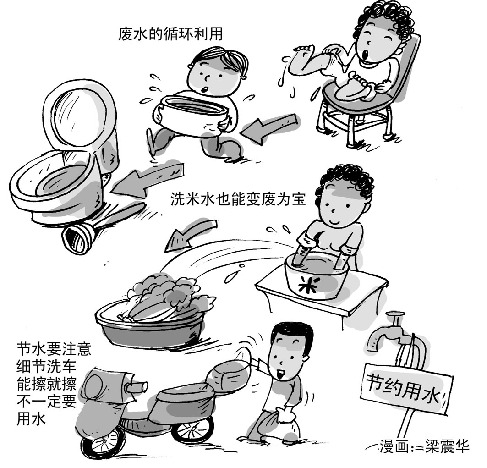 废水的循环利用
洗米水也能变废为宝
米
节水要注意
细节洗车
能擦就擦
不一定要
用水
节约用水
漫画:梁震华